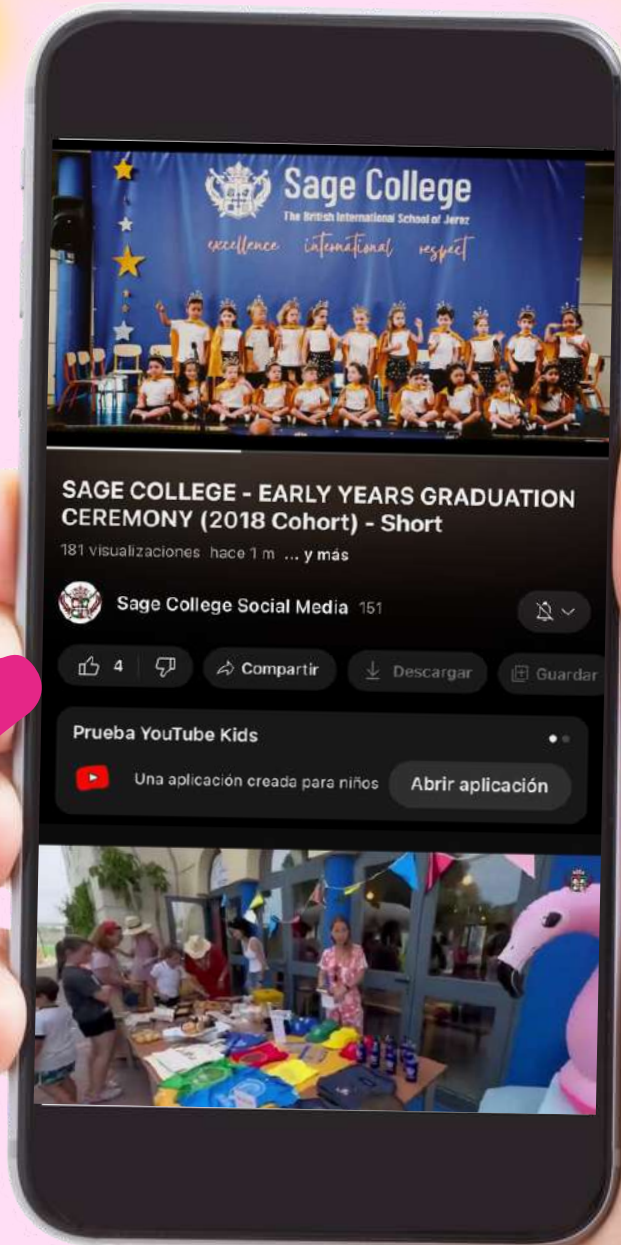 Sage College
The British International School of Jerez
excellence international respect
SAGE COLLEGE - EARLY YEARS GRADUATION
CEREMONY (2018 Cohort) - Short
181 visualizaciones hace 1 m ... y más
Sage College Social Media 151
4 Compartir Descargar Guardar
Prueba YouTube Kids
Una aplicación creada para niños Abrir aplicación